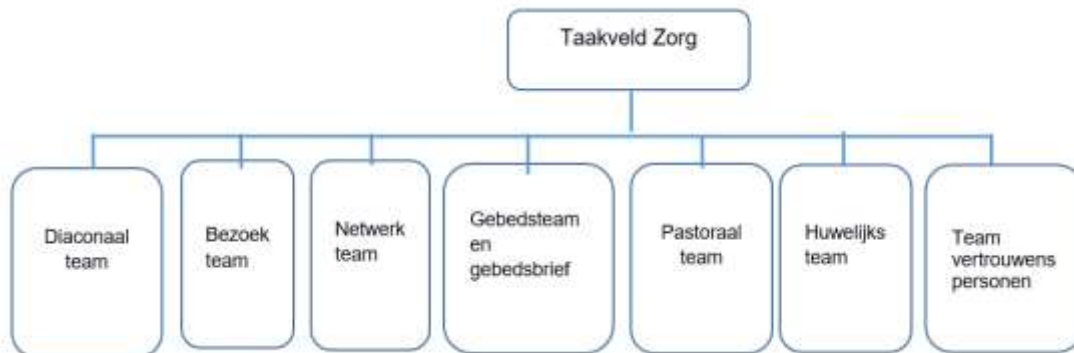 Taakveld Zorg
Diaconaal
team
Bezoek
team
Netwerk
team
Gebedsteam
en
gebedsbrief
Pastoraal
team
Huwelijks
team
Team
vertrouwens
personen